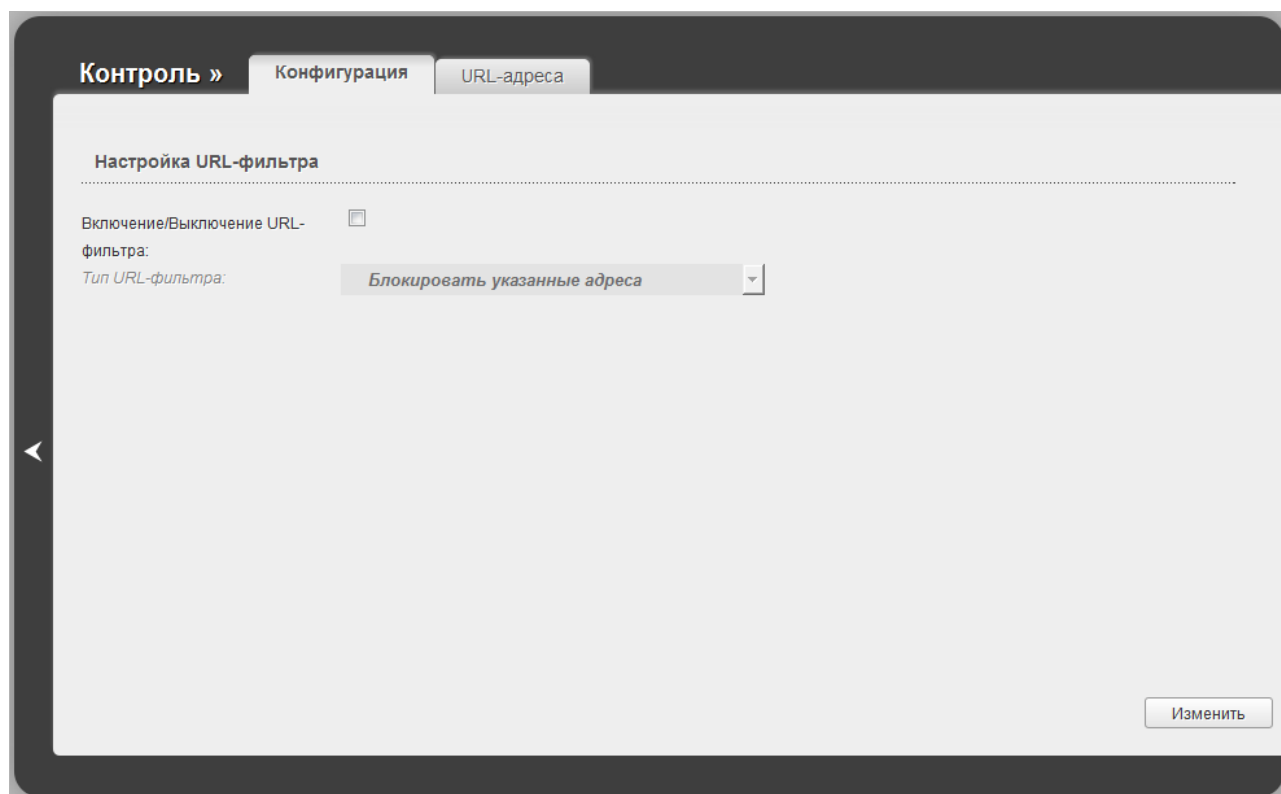 Контроль » Конфигурация URL-адреса
Настройка URL-фильтра
Включение/Выключение URL-
фильтра:
Тип URL-фильтра: Блокировать указанные адреса
Изменить